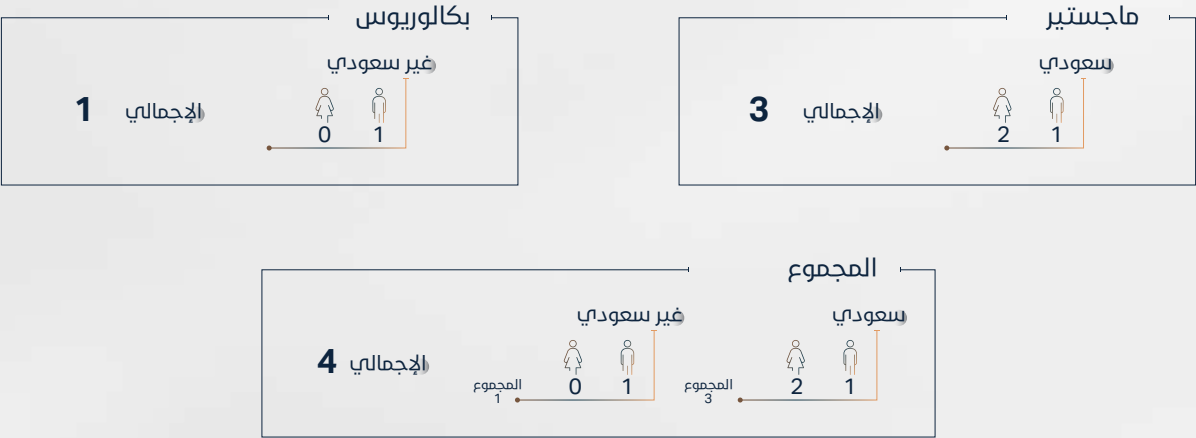 ماجستير
سعودي
1 2
الإجمالي 3
بكالوريوس
غير سعودي
1 0
الإجمالي 1
المجموع
سعودي
1 2
المجموع
3
غير سعودي
1 0
المجموع
1
الإجمالي 4